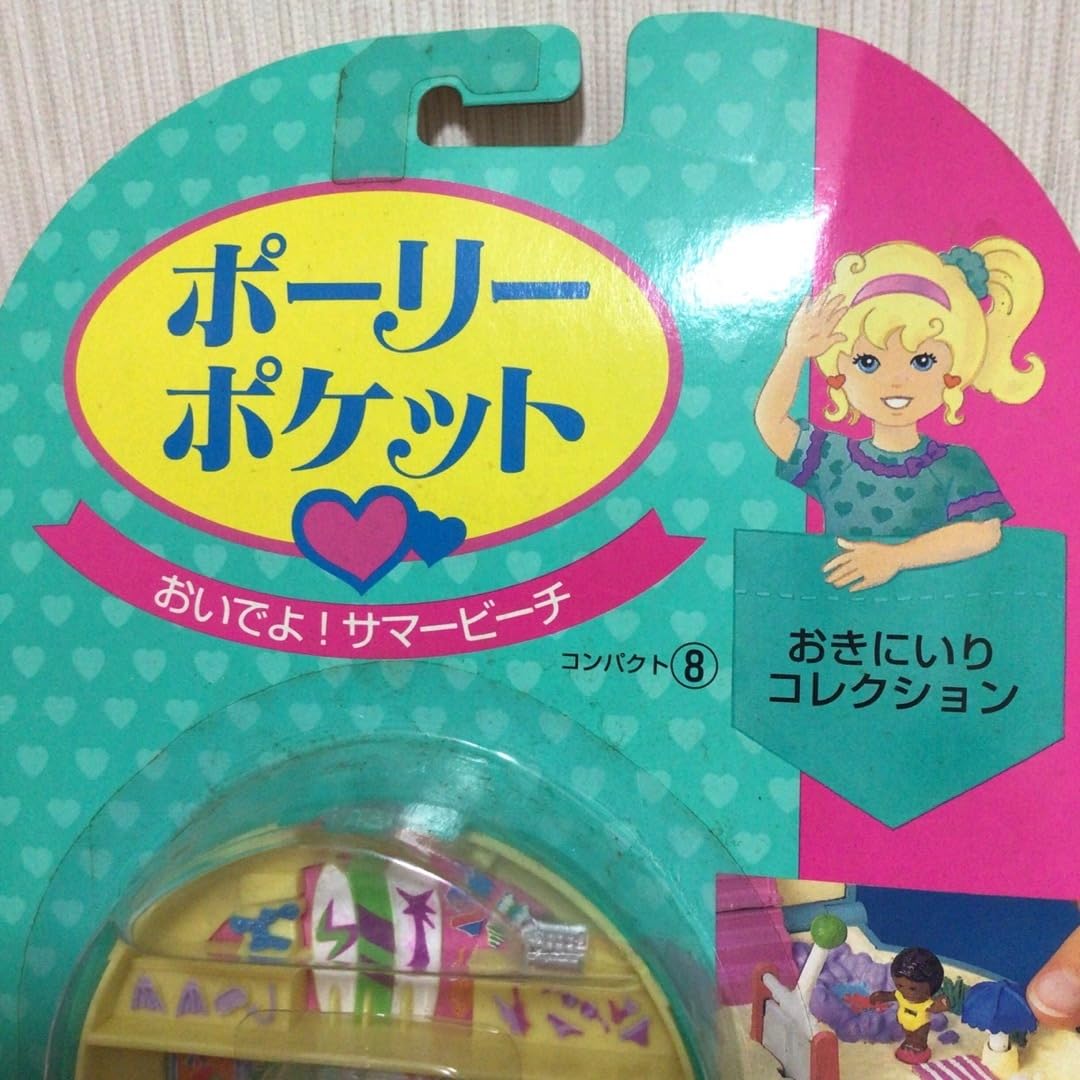 ポーリー
ポケット
おいでよ!サマービーチ
コンパクト⑧
おきにいり
コレクション